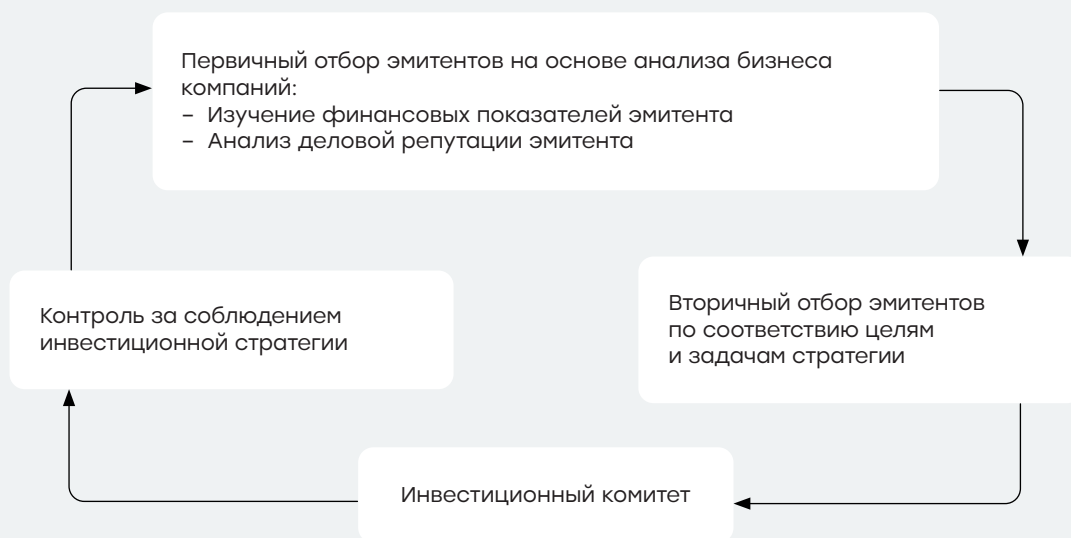 Первичный отбор эмитентов на основе анализа бизнеса
компаний:
– Изучение финансовых показателей эмитента
– Анализ деловой репутации эмитента
Контроль за соблюдением
инвестиционной стратегии
Вторичный отбор эмитентов
по соответствию целям
и задачам стратегии
Инвестиционный комитет